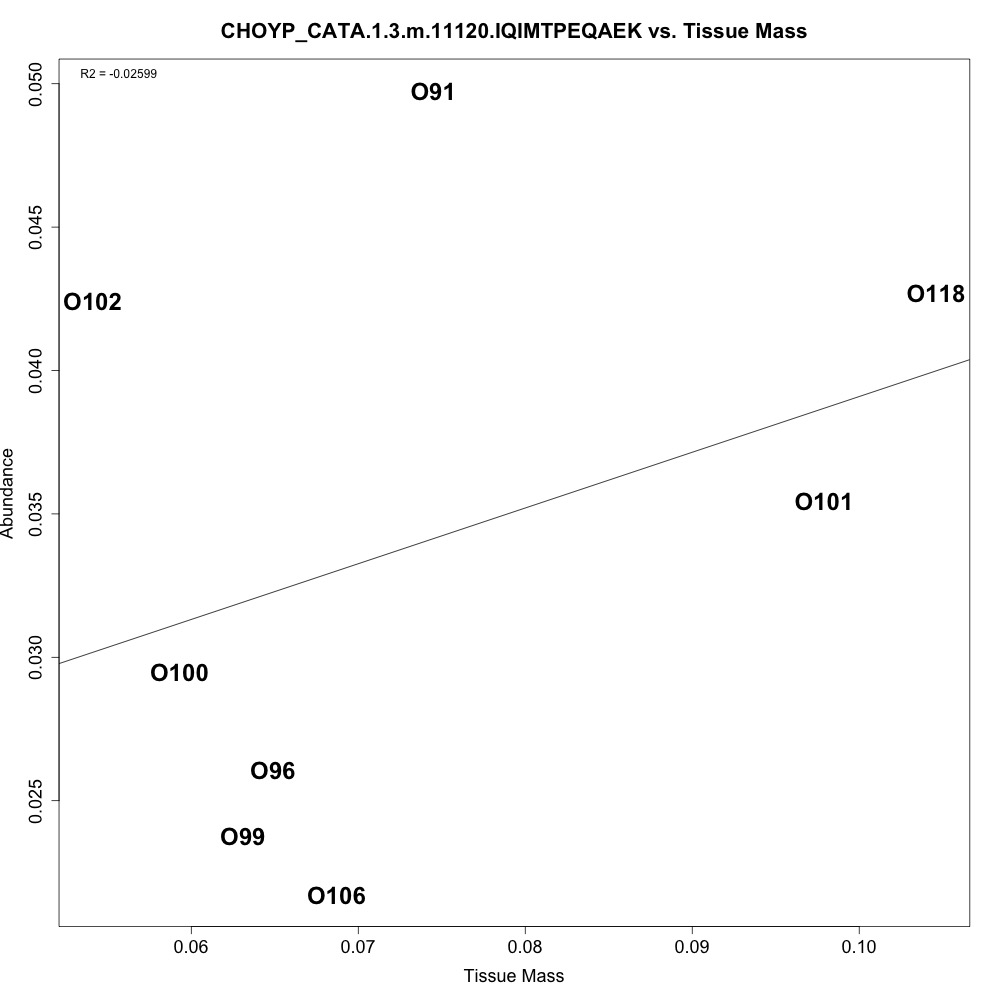 CHOYP_CATA.1.3.m.11120.IQIMTPEQAEK vs. Tissue Mass
R2 = -0.02599
0.050
0.045
0.040
0.035
0.030
0.025
Abundance
O91
O102
O118
O101
O100
O96
O99
O106
0.06 0.07 0.08 0.09 0.10
Tissue Mass